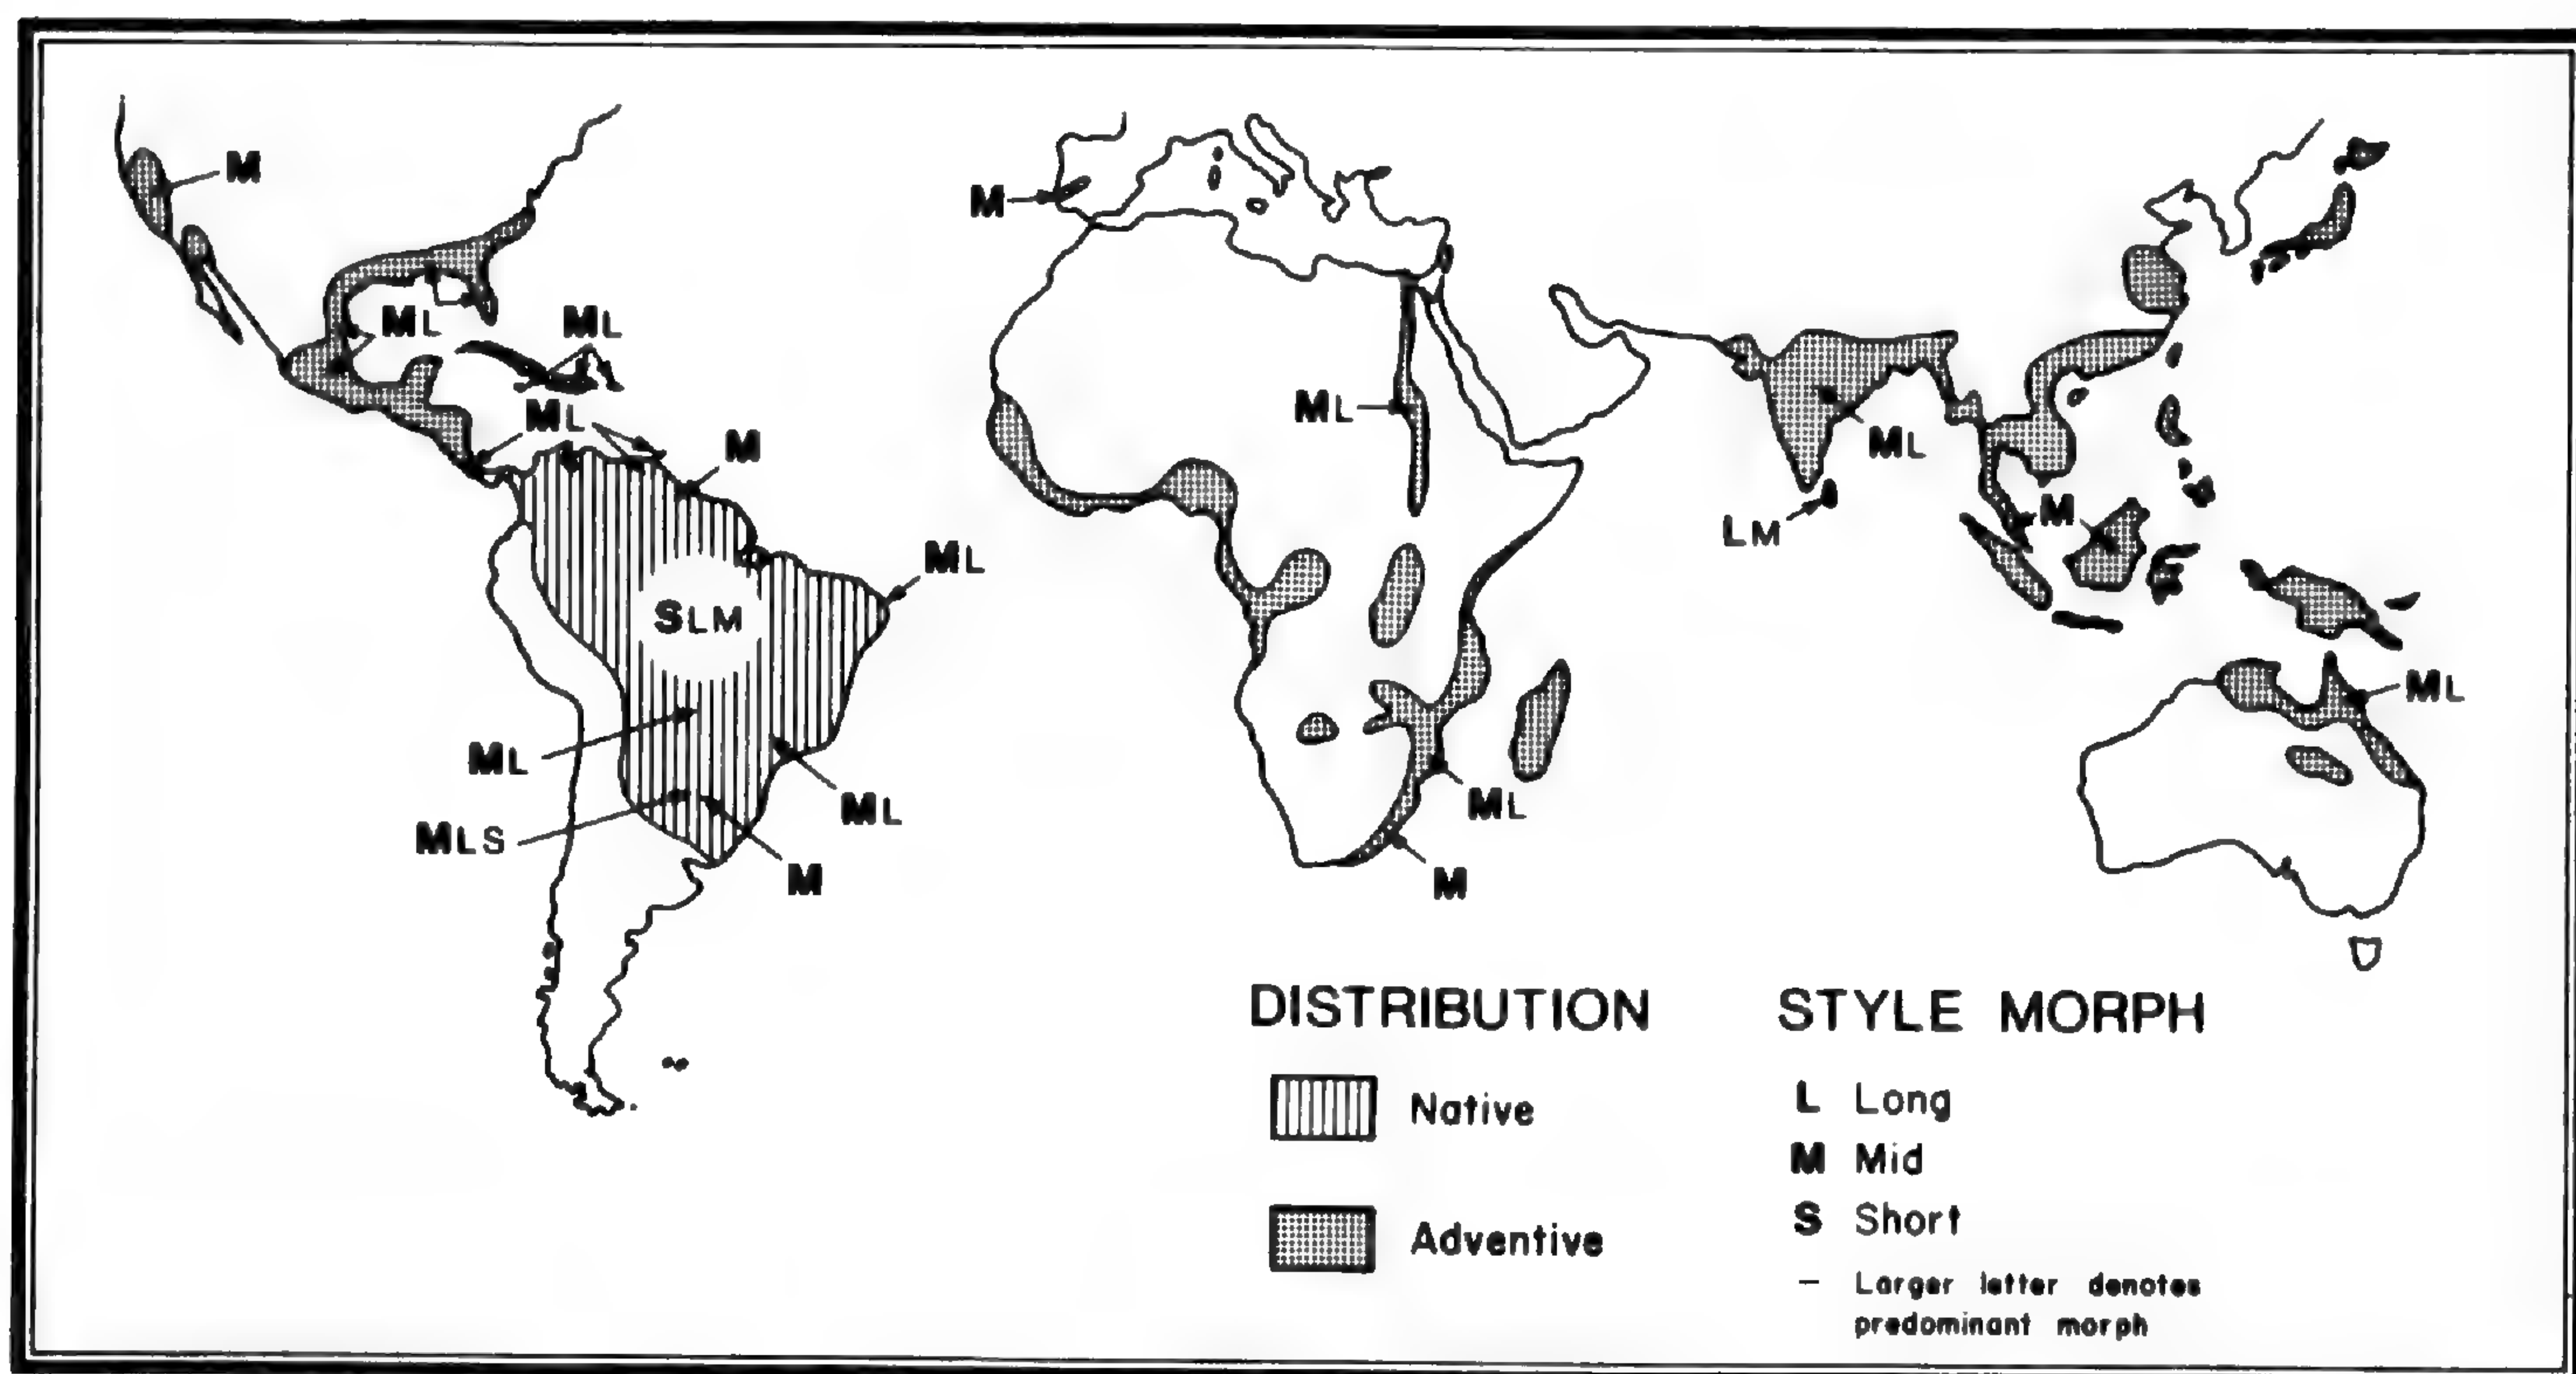 M
M
ML
ML
ML
M
ML
SLM
ML
ML
MLS
M
M
ML
ML
M
ML
LM
M
ML
DISTRIBUTION
Native
Adventive
STYLE MORPH
L Long
M Mid
S Short
– Larger letter denotes
predominant morph